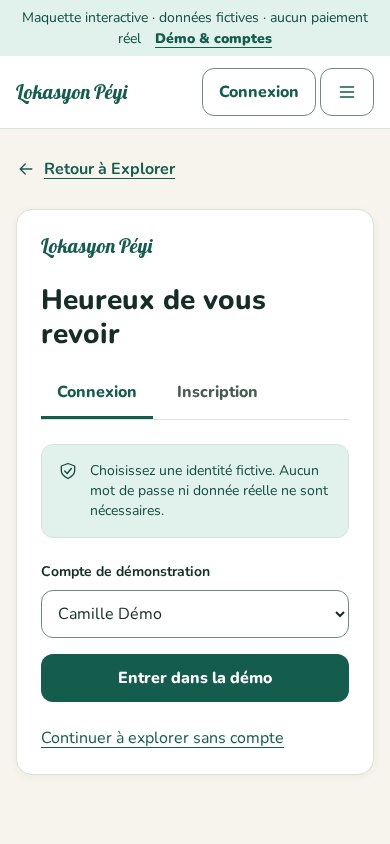 Maquette interactive · données fictives · aucun paiement
réel Démo & comptes
Lokasyon Péyi
Connexion
Retour à Explorer
Lokasyon Péyi
Heureux de vous
revoir
Connexion Inscription
Choisissez une identité fictive. Aucun
mot de passe ni donnée réelle ne sont
nécessaires.
Compte de démonstration
Camille Démo
Entrer dans la démo
Continuer à explorer sans compte